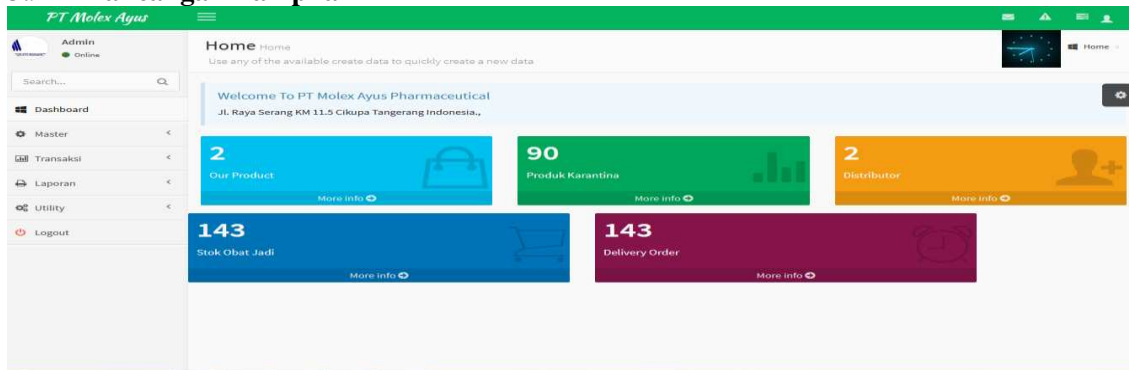 PT Molex Ayus
Admin
Online
Home Home
Use any of the available create data to quickly create a new data
Home
Search...
Welcome To PT Molex Ayus Pharmaceutical
Jl. Raya Serang KM 11.5 Cikupa Tangerang Indonesia.,
Dashboard
Master
Transaksi
Laporan
Utility
Logout
2
Our Product
More info
90
Produk Karantina
More info
2
Distributor
More info
143
Stok Obat Jadi
More info
143
Delivery Order
More info